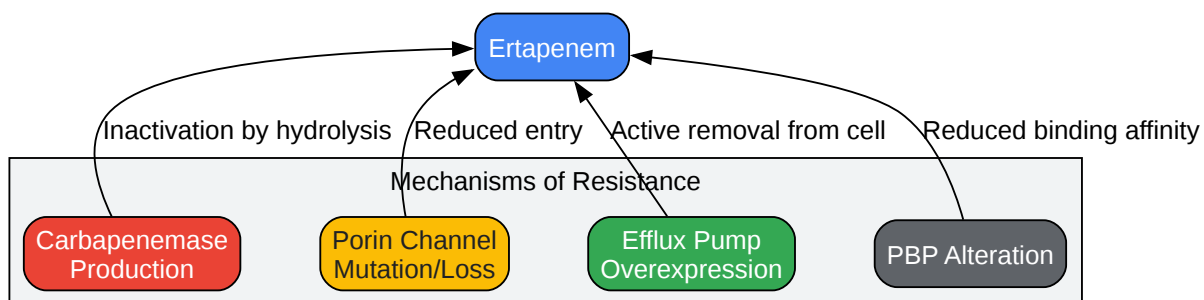 Ertapenem
Inactivation by hydrolysis
Reduced entry
Active removal from cell
Reduced binding affinity
Mechanisms of Resistance
Carbapenemase
Production
Porin Channel
Mutation/Loss
Efflux Pump
Overexpression
PBP Alteration